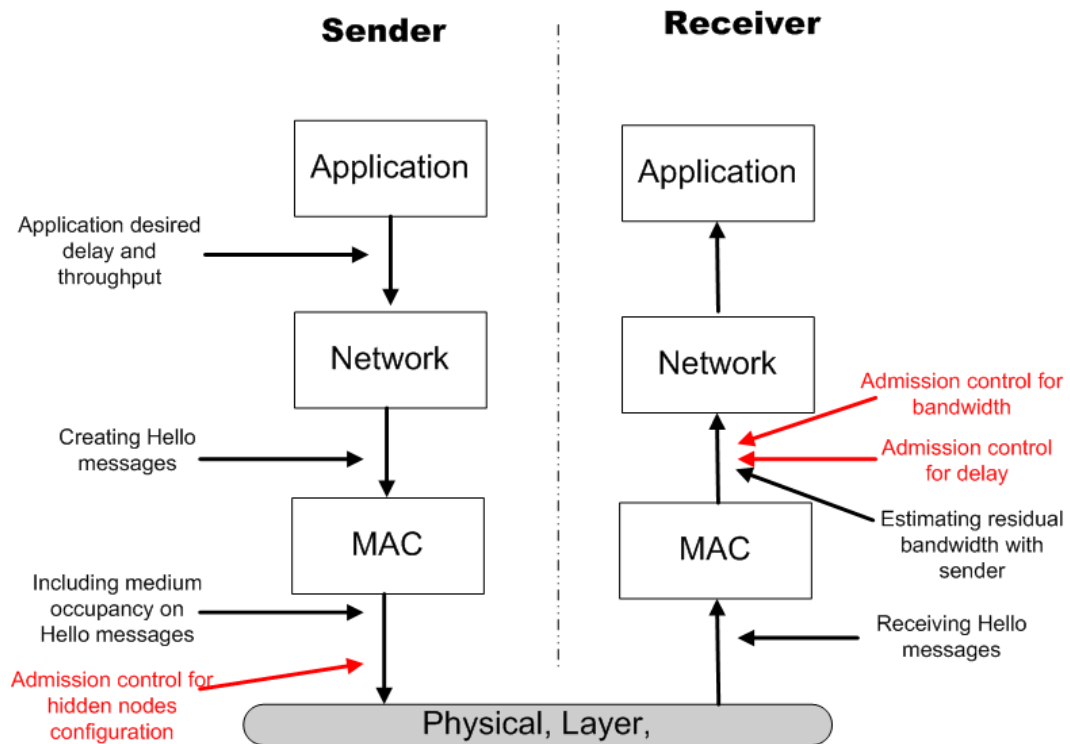 Sender
Receiver
Application
Application
Application desired
delay and
throughput
Network
Network
Admission control for
bandwidth
Creating Hello
messages
Admission control
for delay
MAC
MAC
Estimating residual
bandwidth with
sender
Including medium
occupancy on
Hello messages
Receiving Hello
messages
Admission control for
hidden nodes
configuration
Physical, Layer,